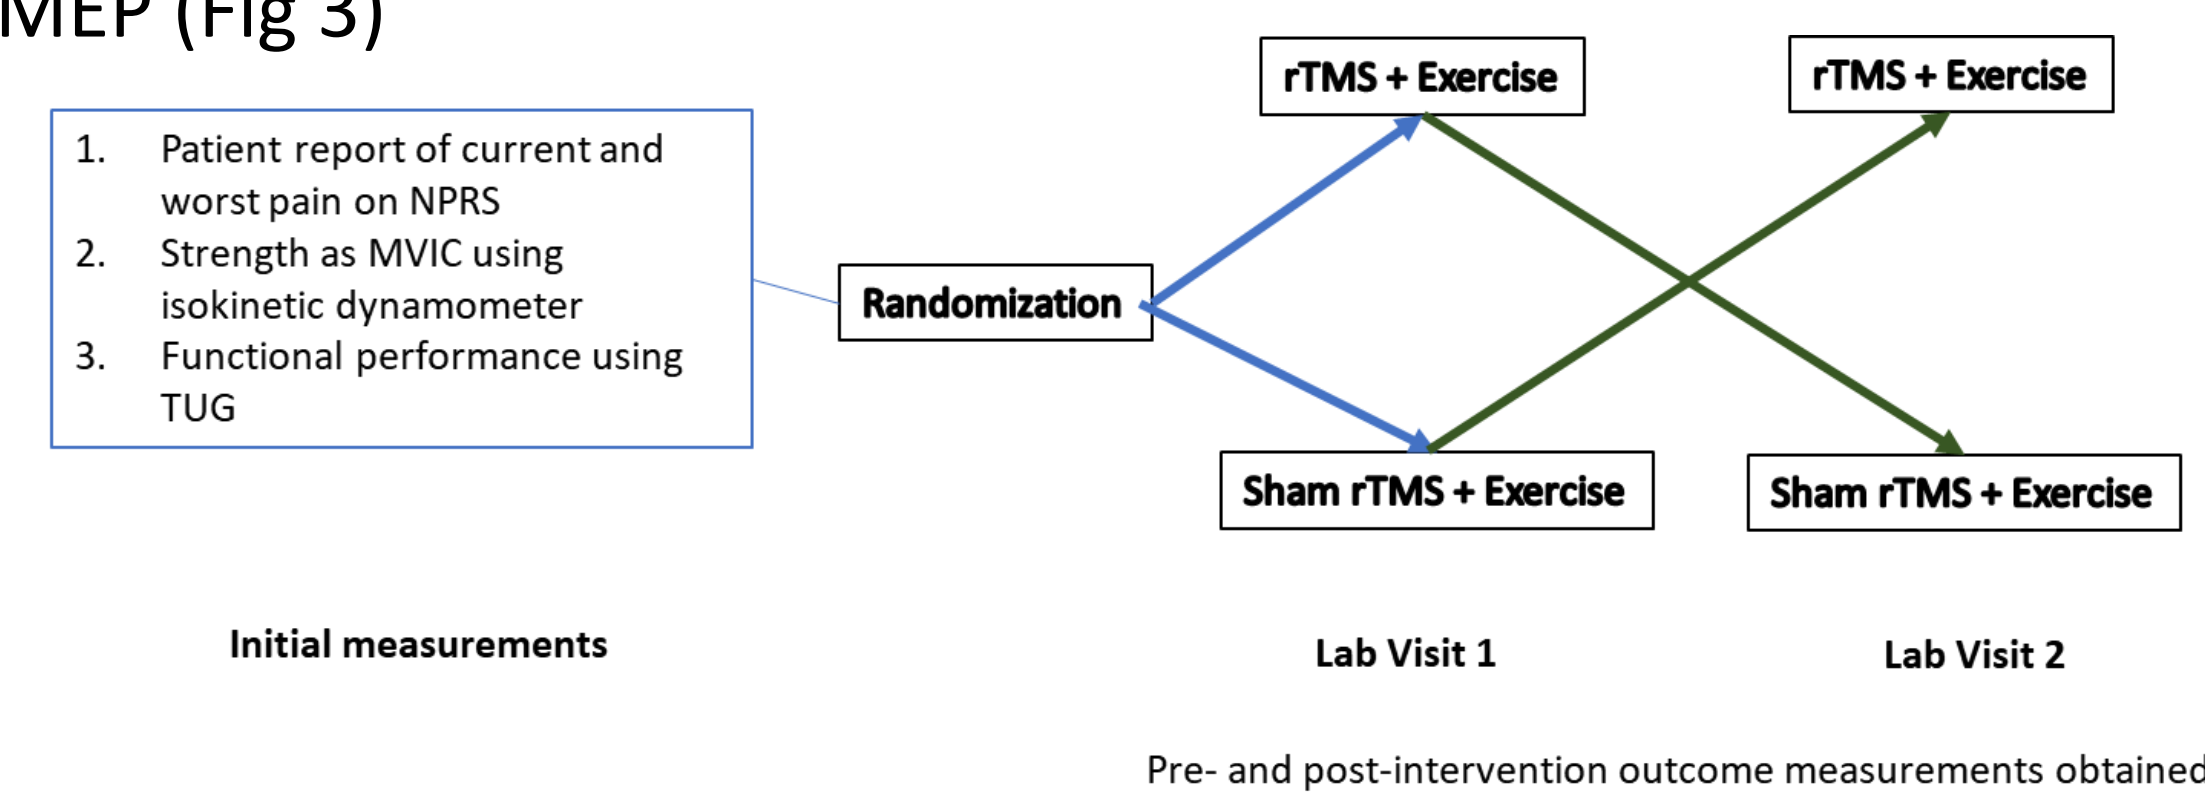 MEP (Fig 3)
rTMS + Exercise
rTMS + Exercise
1. Patient report of current and
worst pain on NPRS
2. Strength as MVIC using
isokinetic dynamometer
3. Functional performance using
TUG
Randomization
Sham rTMS + Exercise
Sham rTMS + Exercise
Initial measurements
Lab Visit 1
Lab Visit 2
Pre- and post-intervention outcome measurements obtained